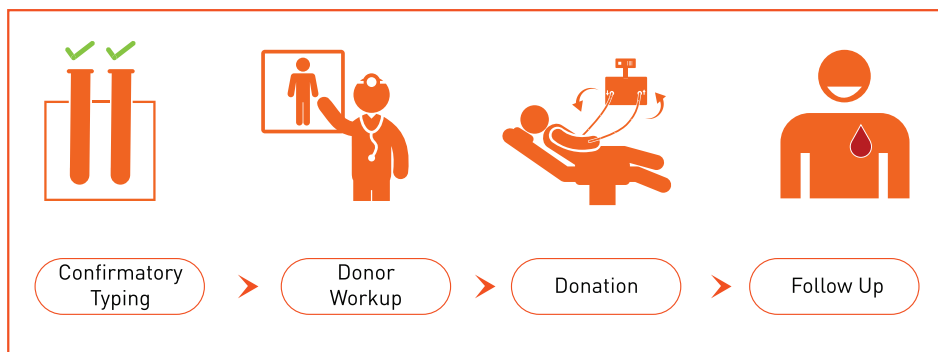 Confirmatory
Typing
Donor
Workup
Donation
Follow Up